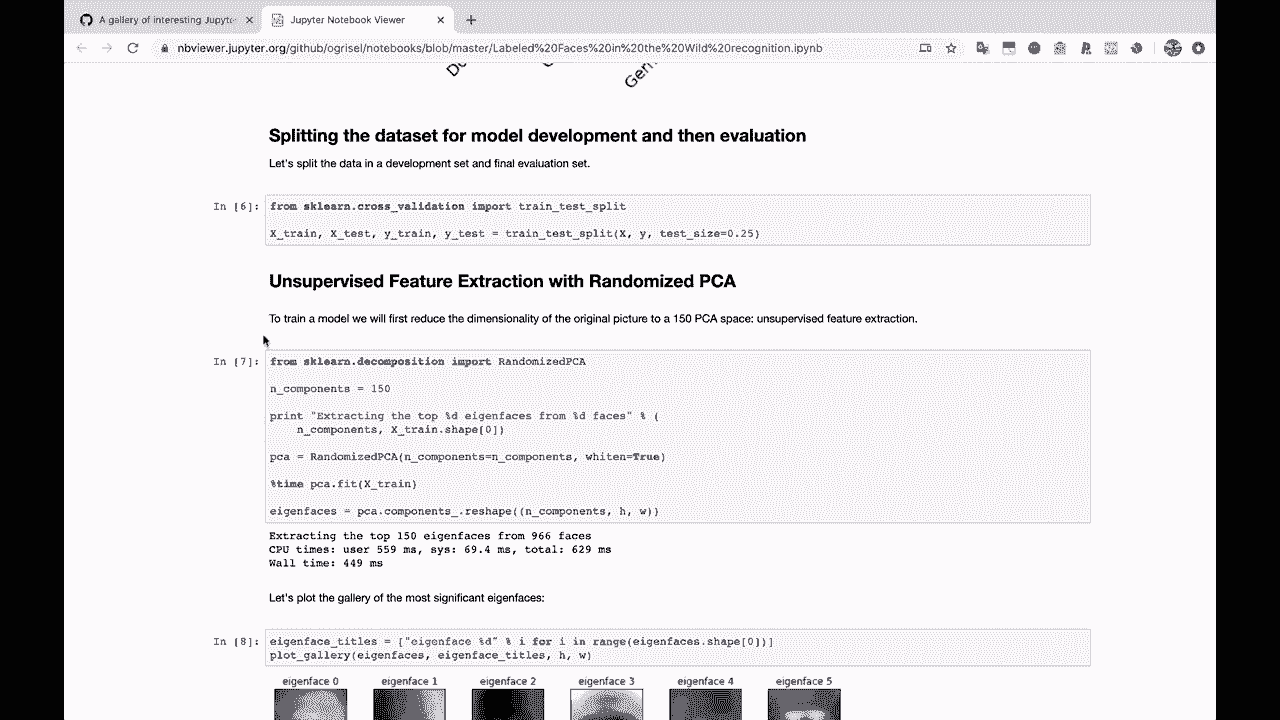 A gallery of interesting Jupyte
Jupyter Notebook Viewer
nbviewer.jupyter.org/github/ogrisel/notebooks/blob/master/Labeled%20Faces%20in%20the%20Wild%20recognition.ipynb
Splitting the dataset for model development and then evaluation
Let's split the data in a development set and final evaluation set.
In [6]:
from sklearn.cross_validation import train_test_split
X_train, X_test, y_train, y_test = train_test_split(X, y, test_size=0.25)
Unsupervised Feature Extraction with Randomized PCA
To train a model we will first reduce the dimensionality of the original picture to a 150 PCA space: unsupervised feature extraction.
In [7]:
from sklearn.decomposition import RandomizedPCA
n_components = 150
print "Extracting the top %d eigenfaces from %d faces" % (
n_components, X_train.shape[0])
pca = RandomizedPCA(n_components=n_components, whiten=True)
%time pca.fit(X_train)
eigenfaces = pca.components_.reshape((n_components, h, w))
Extracting the top 150 eigenfaces from 966 faces
CPU times: user 559 ms, sys: 69.4 ms, total: 629 ms
Wall time: 449 ms
Let's plot the gallery of the most significant eigenfaces:
In [8]:
eigenface_titles = ["eigenface %d" % i for i in range(eigenfaces.shape[0])]
plot_gallery(eigenfaces, eigenface_titles, h, w)
eigenface 0 eigenface 1 eigenface 2 eigenface 3 eigenface 4 eigenface 5